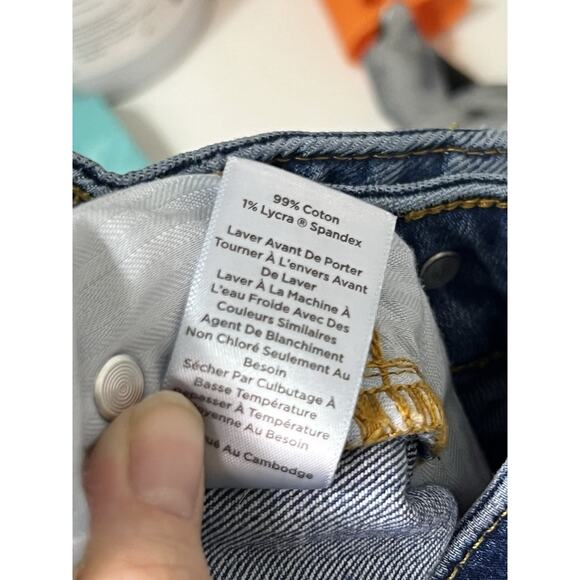 99% Coton
1% Lycra ® Spandex
Laver Avant De Porter
Tourner À L'envers Avant
De Laver
Laver À La Machine À
L'eau Froide Avec Des
Couleurs Similaires
Agent De Blanchiment
Non Chloré Seulement Au
Besoin
Sécher Par Culbutage À
Basse Température
À Température
Au Besoin
Au Cambodge